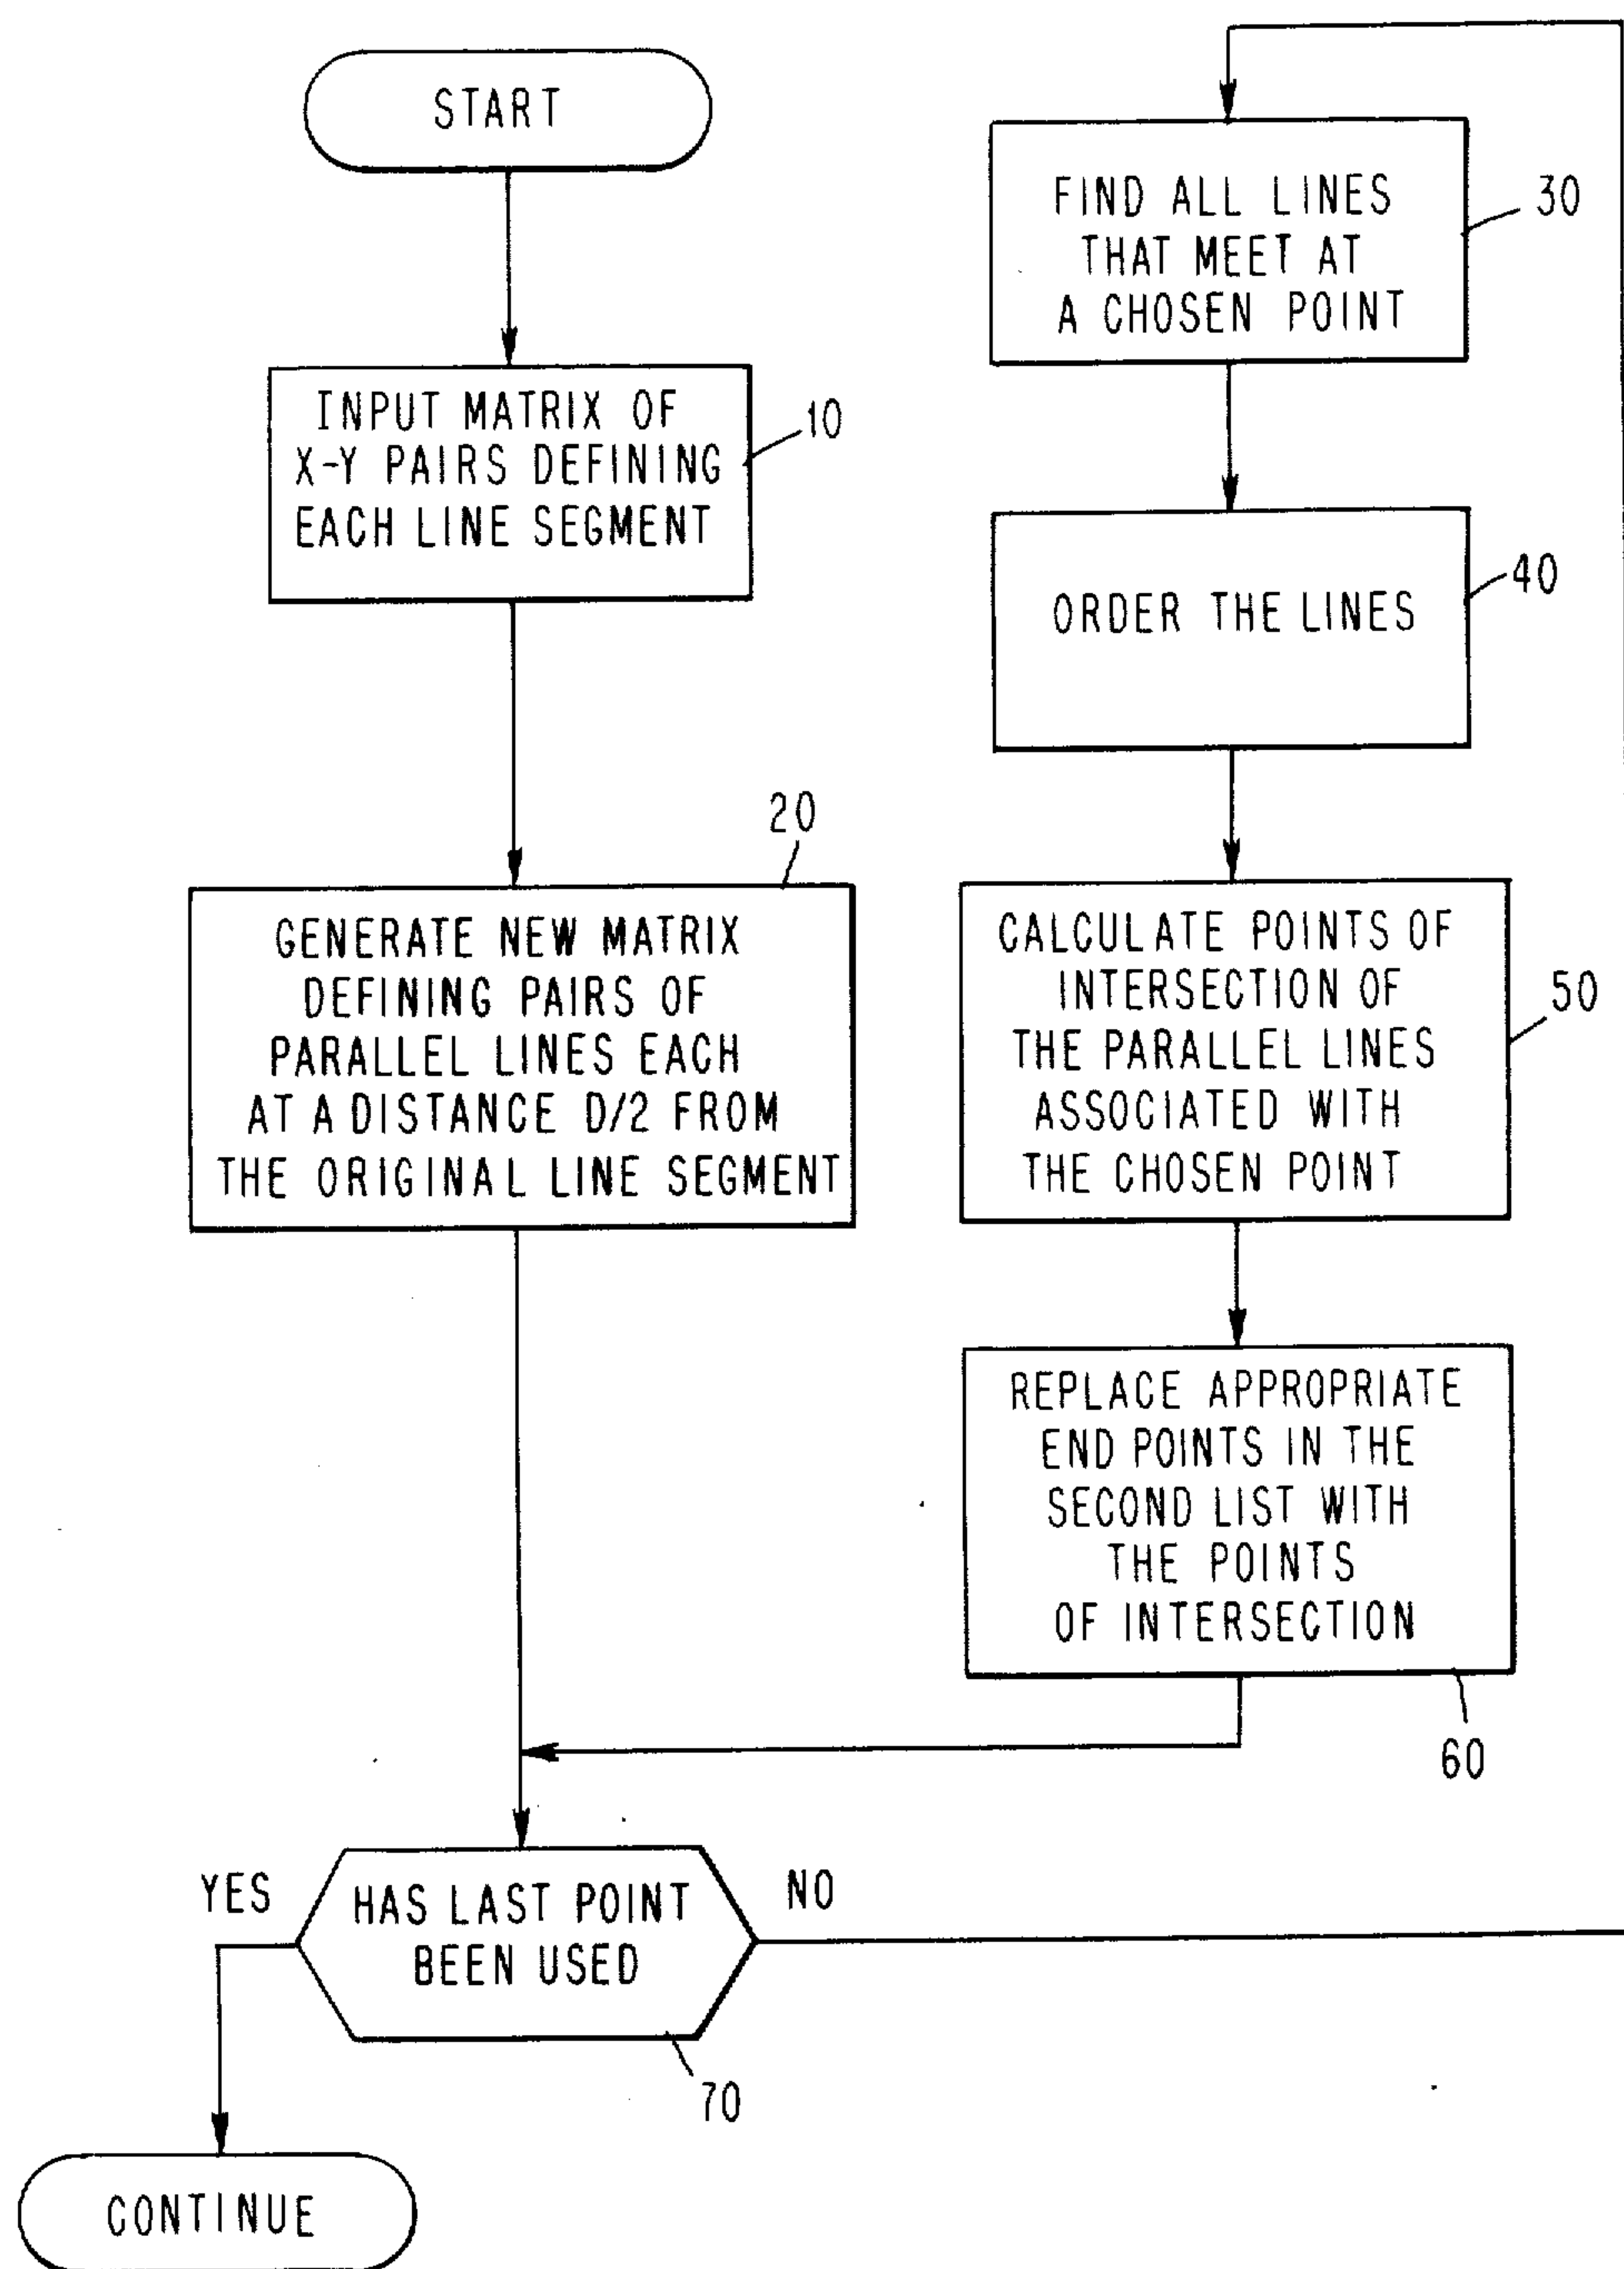 START
INPUT MATRIX OF
X-Y PAIRS DEFINING
EACH LINE SEGMENT
10
20
GENERATE NEW MATRIX
DEFINING PAIRS OF
PARALLEL LINES EACH
AT A DISTANCE D/2 FROM
THE ORIGINAL LINE SEGMENT
FIND ALL LINES
THAT MEET AT
A CHOSEN POINT
30
ORDER THE LINES
40
CALCULATE POINTS OF
INTERSECTION OF
THE PARALLEL LINES
ASSOCIATED WITH
THE CHOSEN POINT
50
REPLACE APPROPRIATE
END POINTS IN THE
SECOND LIST WITH
THE POINTS
OF INTERSECTION
60
YES
HAS LAST POINT
BEEN USED
NO
70
CONTINUE